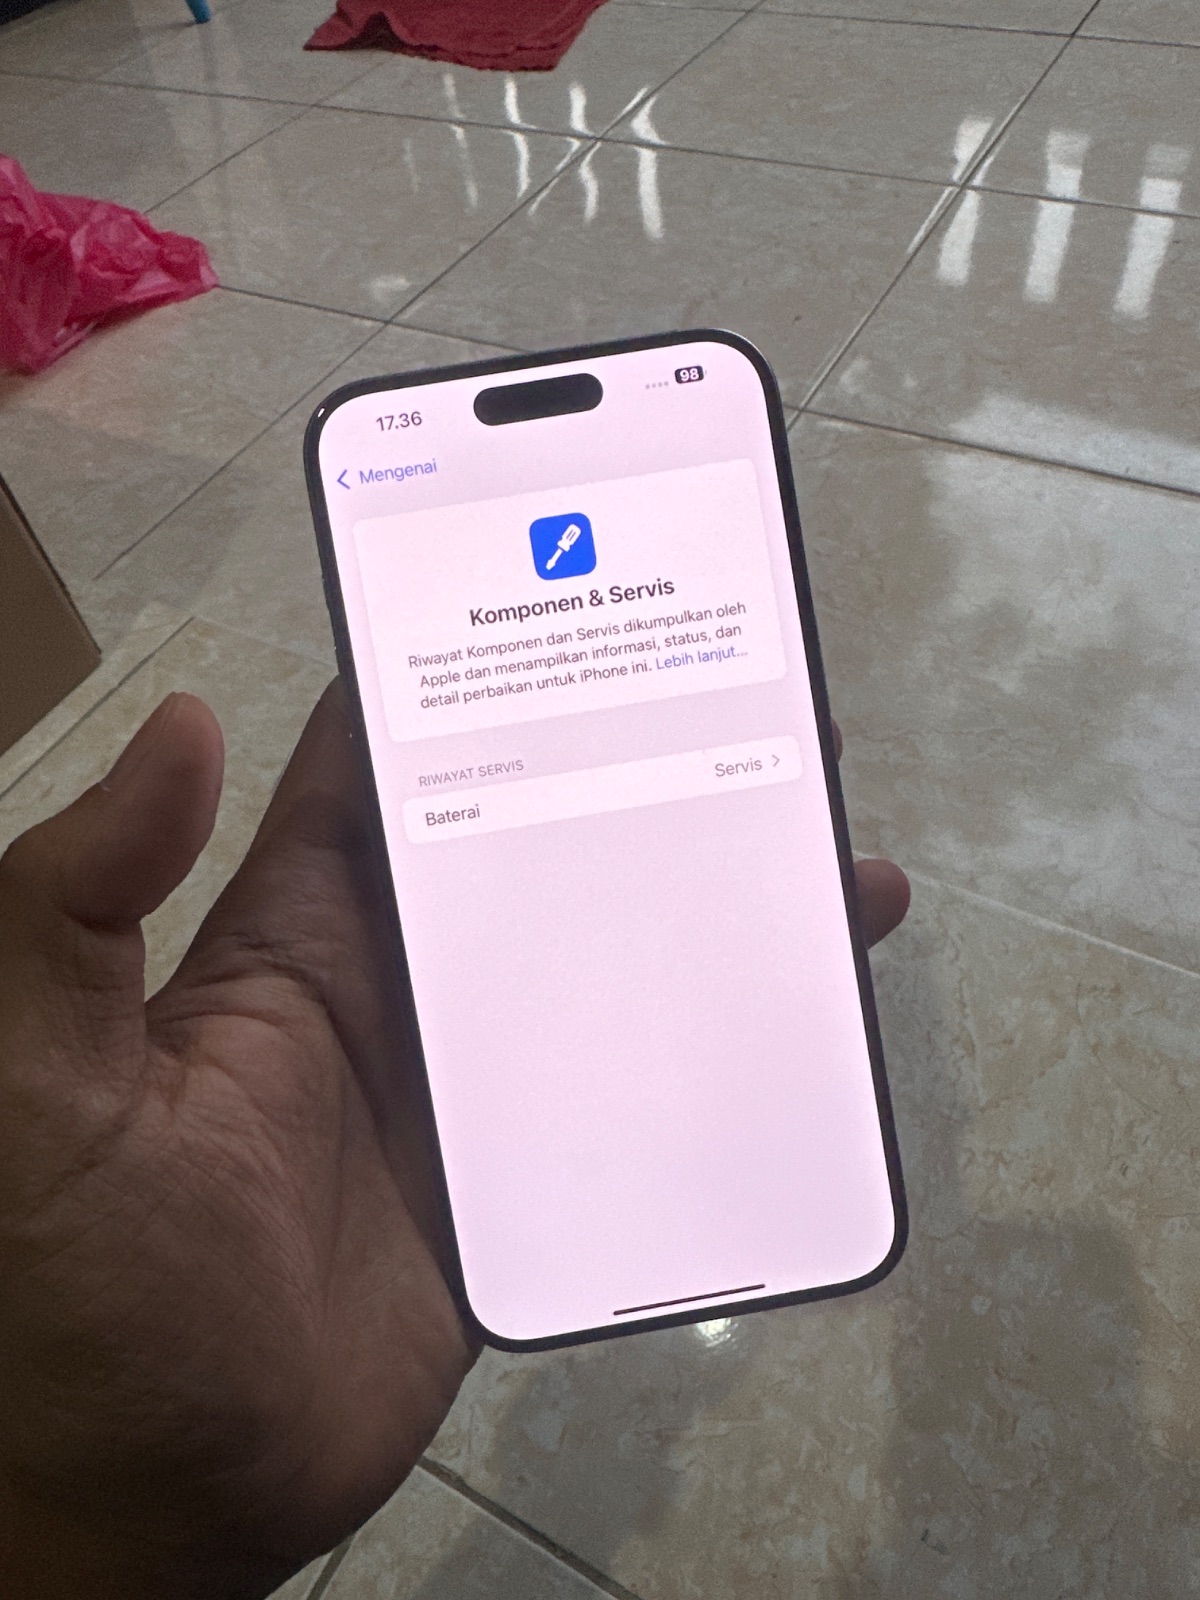 17.36
98
Mengenai
Komponen & Servis
Riwayat Komponen dan Servis dikumpulkan oleh
Apple dan menampilkan informasi, status, dan
detail perbaikan untuk iPhone ini. Lebih lanjut...
RIWAYAT SERVIS
Baterai Servis